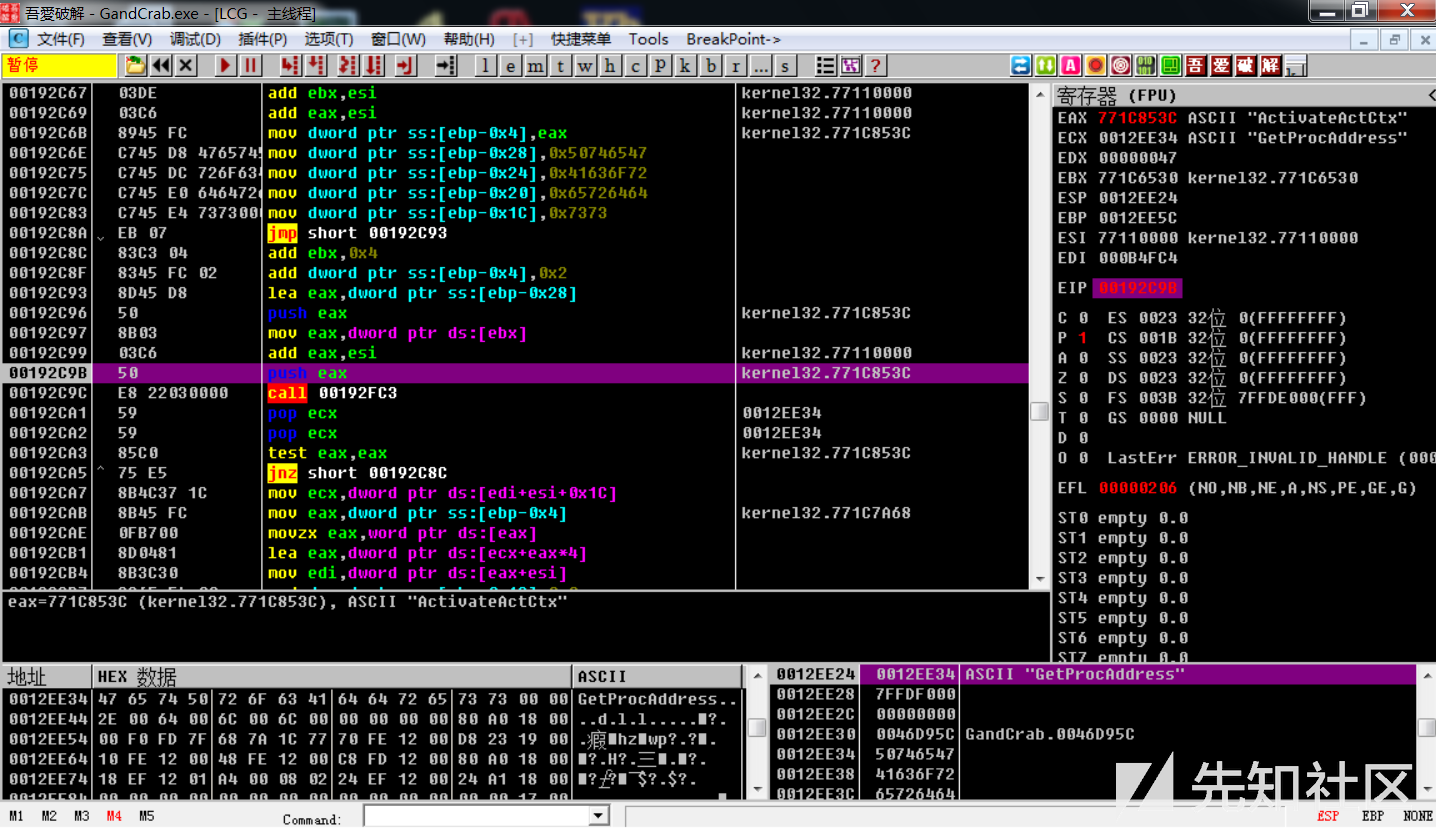 吾愛破解 - GandCrab.exe - [LCG - 主线程]
文件(F) 查看(V) 调试(D) 插件(P) 选项(T) 窗口(W) 帮助(H) [+] 快捷菜单 Tools BreakPoint->
暂停 l e m t w h c p k b r ... s ? 吾 爱 破 解
00192C67 03DE add ebx,esi kernel32.77110000
00192C69 03C6 add eax,esi kernel32.77110000
00192C6B 8945 FC mov dword ptr ss:[ebp-0x4],eax kernel32.771C853C
00192C6E C745 D8 4765745 mov dword ptr ss:[ebp-0x28],0x50746547
00192C75 C745 DC 726F634 mov dword ptr ss:[ebp-0x24],0x41636F72
00192C7C C745 E0 6464726 mov dword ptr ss:[ebp-0x20],0x65726464
00192C83 C745 E4 7373000 mov dword ptr ss:[ebp-0x1C],0x7373
00192C8A EB 07 jmp short 00192C93
00192C8C 83C3 04 add ebx,0x4
00192C8F 8345 FC 02 add dword ptr ss:[ebp-0x4],0x2
00192C93 8D45 D8 lea eax,dword ptr ss:[ebp-0x28]
00192C96 50 push eax kernel32.771C853C
00192C97 8B03 mov eax,dword ptr ds:[ebx]
00192C99 03C6 add eax,esi kernel32.77110000
00192C9B 50 push eax kernel32.771C853C
00192C9C E8 22030000 call 00192FC3
00192CA1 59 pop ecx 0012EE34
00192CA2 59 pop ecx 0012EE34
00192CA3 85C0 test eax,eax kernel32.771C853C
00192CA5 ^ 75 E5 jnz short 00192C8C
00192CA7 8B4C37 1C mov ecx,dword ptr ds:[edi+esi+0x1C]
00192CAB 8B45 FC mov eax,dword ptr ss:[ebp-0x4] kernel32.771C7A68
00192CAE 0FB700 movzx eax,word ptr ds:[eax]
00192CB1 8D0481 lea eax,dword ptr ds:[ecx+eax*4]
00192CB4 8B3C30 mov edi,dword ptr ds:[eax+esi]
eax=771C853C (kernel32.771C853C), ASCII "ActivateActCtx"
寄存器 (FPU) <
EAX 771C853C ASCII "ActivateActCtx"
ECX 0012EE34 ASCII "GetProcAddress"
EDX 00000047
EBX 771C6530 kernel32.771C6530
ESP 0012EE24
EBP 0012EE5C
ESI 77110000 kernel32.77110000
EDI 000B4FC4
EIP 00192C9B
C 0 ES 0023 32位 0(FFFFFFFF)
P 1 CS 001B 32位 0(FFFFFFFF)
A 0 SS 0023 32位 0(FFFFFFFF)
Z 0 DS 0023 32位 0(FFFFFFFF)
S 0 FS 003B 32位 7FFDE000(FFF)
T 0 GS 0000 NULL
D 0
O 0 LastErr ERROR_INVALID_HANDLE (000
EFL 00000206 (NO,NB,NE,A,NS,PE,GE,G)
ST0 empty 0.0
ST1 empty 0.0
ST2 empty 0.0
ST3 empty 0.0
ST4 empty 0.0
ST5 empty 0.0
ST6 empty 0.0
ST7 empty 0.0
地址 HEX 数据 ASCII
0012EE34 47 65 74 50 72 6F 63 41 64 64 72 65 73 73 00 00 GetProcAddress..
0012EE44 2E 00 64 00 6C 00 6C 00 00 00 00 00 80 A0 18 00 ..d.l.l.....■?.
0012EE54 00 F0 FD 7F 68 7A 1C 77 70 FE 12 00 D8 23 19 00
0012EE64 10 FE 12 00 48 FE 12 00 C8 FD 12 00 80 A0 18 00
0012EE74 18 EF 12 01 A4 00 08 02 24 EF 12 00 24 A1 18 00
0012EE24 0012EE34 ASCII "GetProcAddress"
0012EE28 7FFDF000
0012EE2C 00000000
0012EE30 0046D95C GandCrab.0046D95C
0012EE34 50746547
0012EE38 41636F72
0012EE3C 65726464
先知社区
M1 M2 M3 M4 M5 Command: ESP EBP NONE